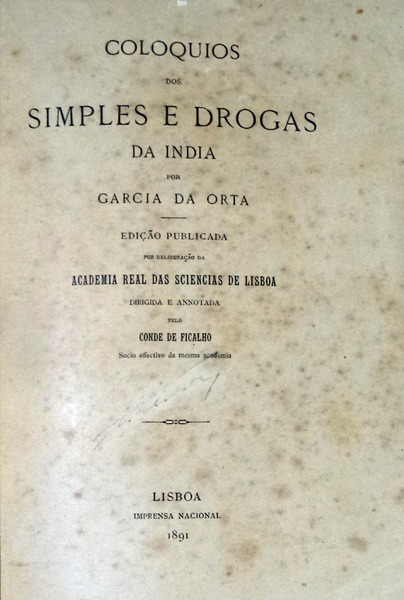 COLOQUIOS
DOS
SIMPLES E DROGAS
DA INDIA
POR
GARCIA DA ORTA
EDIÇÃO PUBLICADA
POR DELIBERAÇÃO DA
ACADEMIA REAL DAS SCIENCIAS DE LISBOA
DIRIGIDA E ANNOTADA
PELO
CONDE DE FICALHO
Socio effectivo da mesma academia
LISBOA
IMPRENSA NACIONAL
1891